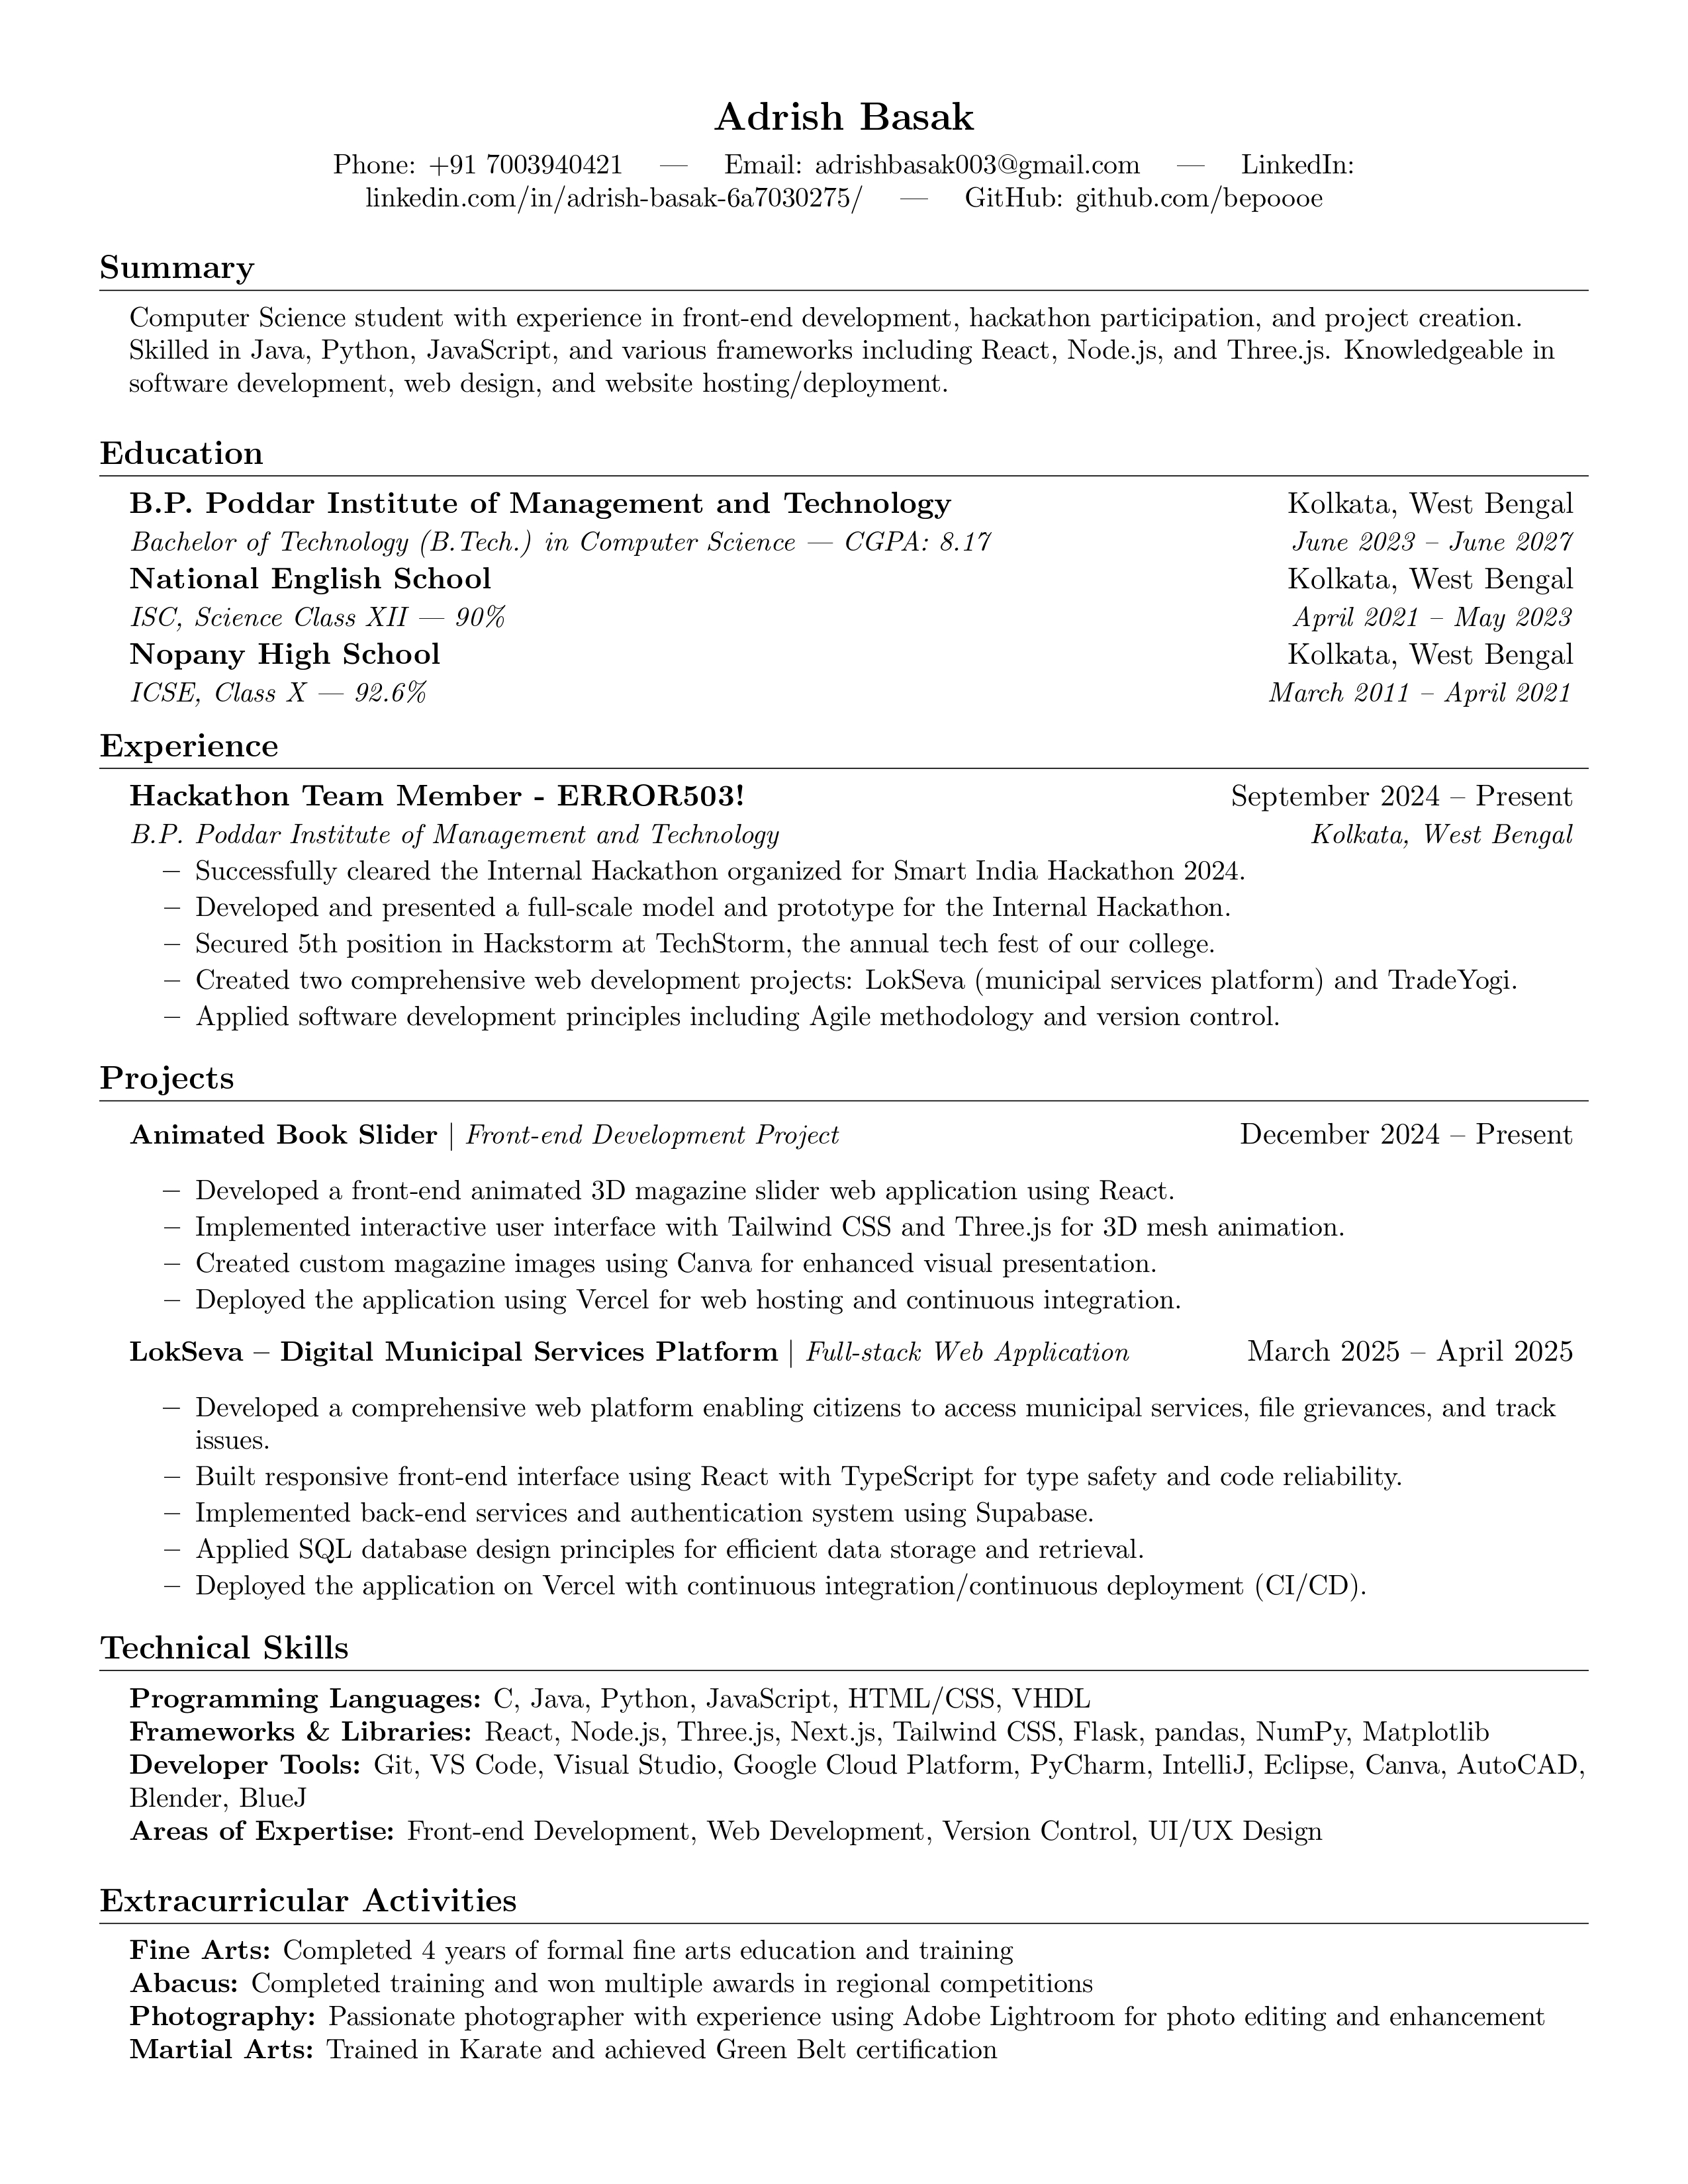 Adrish Basak
Phone: +91 7003940421 — Email: adrishbasak003@gmail.com — LinkedIn:
linkedin.com/in/adrish-basak-6a7030275/ — GitHub: github.com/bepoooe
Summary
Computer Science student with experience in front-end development, hackathon participation, and project creation.
Skilled in Java, Python, JavaScript, and various frameworks including React, Node.js, and Three.js. Knowledgeable in
software development, web design, and website hosting/deployment.
Education
B.P. Poddar Institute of Management and Technology Kolkata, West Bengal
Bachelor of Technology (B.Tech.) in Computer Science — CGPA: 8.17 June 2023 – June 2027
National English School Kolkata, West Bengal
ISC, Science Class XII — 90% April 2021 – May 2023
Nopany High School Kolkata, West Bengal
ICSE, Class X — 92.6% March 2011 – April 2021
Experience
Hackathon Team Member - ERROR503! September 2024 – Present
B.P. Poddar Institute of Management and Technology Kolkata, West Bengal
– Successfully cleared the Internal Hackathon organized for Smart India Hackathon 2024.
– Developed and presented a full-scale model and prototype for the Internal Hackathon.
– Secured 5th position in Hackstorm at TechStorm, the annual tech fest of our college.
– Created two comprehensive web development projects: LokSeva (municipal services platform) and TradeYogi.
– Applied software development principles including Agile methodology and version control.
Projects
Animated Book Slider | Front-end Development Project December 2024 – Present
– Developed a front-end animated 3D magazine slider web application using React.
– Implemented interactive user interface with Tailwind CSS and Three.js for 3D mesh animation.
– Created custom magazine images using Canva for enhanced visual presentation.
– Deployed the application using Vercel for web hosting and continuous integration.
LokSeva – Digital Municipal Services Platform | Full-stack Web Application March 2025 – April 2025
– Developed a comprehensive web platform enabling citizens to access municipal services, file grievances, and track
issues.
– Built responsive front-end interface using React with TypeScript for type safety and code reliability.
– Implemented back-end services and authentication system using Supabase.
– Applied SQL database design principles for efficient data storage and retrieval.
– Deployed the application on Vercel with continuous integration/continuous deployment (CI/CD).
Technical Skills
Programming Languages: C, Java, Python, JavaScript, HTML/CSS, VHDL
Frameworks & Libraries: React, Node.js, Three.js, Next.js, Tailwind CSS, Flask, pandas, NumPy, Matplotlib
Developer Tools: Git, VS Code, Visual Studio, Google Cloud Platform, PyCharm, IntelliJ, Eclipse, Canva, AutoCAD,
Blender, BlueJ
Areas of Expertise: Front-end Development, Web Development, Version Control, UI/UX Design
Extracurricular Activities
Fine Arts: Completed 4 years of formal fine arts education and training
Abacus: Completed training and won multiple awards in regional competitions
Photography: Passionate photographer with experience using Adobe Lightroom for photo editing and enhancement
Martial Arts: Trained in Karate and achieved Green Belt certification